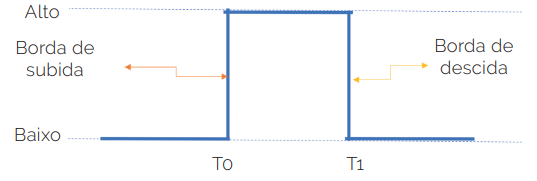 Alto
Borda de
subida
Borda de
descida
Baixo
T0
T1